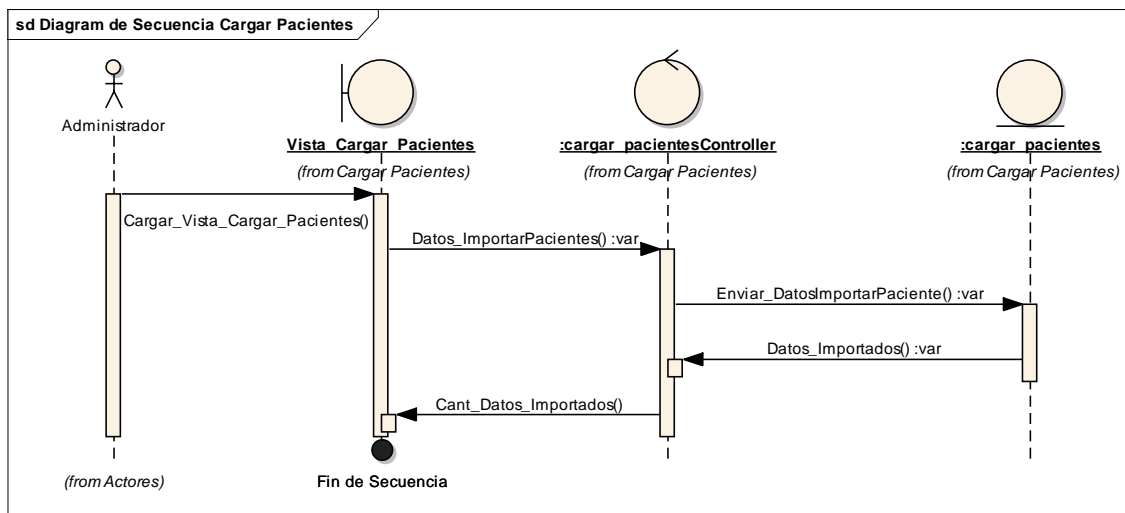 sd Diagram de Secuencia Cargar Pacientes
Administrador
Vista_Cargar_Pacientes
:cargar_pacientesController
:cargar_pacientes
(from Cargar Pacientes)
(from Cargar Pacientes)
(from Cargar Pacientes)
Cargar_Vista_Cargar_Pacientes()
Datos_ImportarPacientes() :var
Enviar_DatosImportarPaciente() :var
Datos_Importados() :var
Cant_Datos_Importados()
(from Actores)
Fin de Secuencia